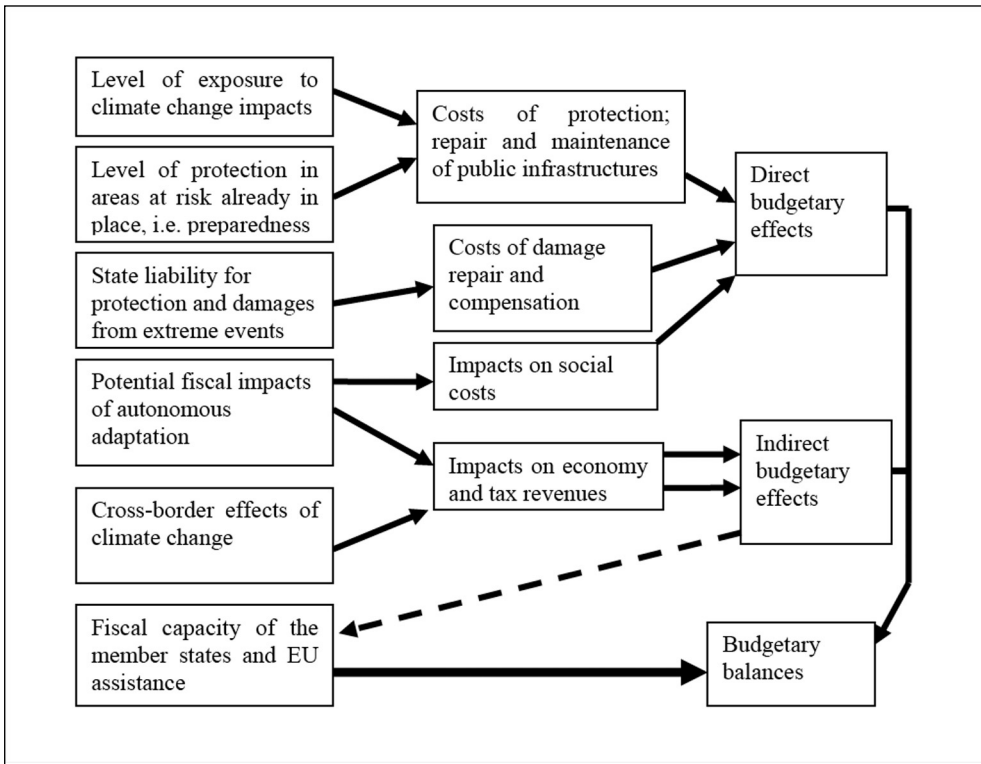 Level of exposure to
climate change impacts
Level of protection in
areas at risk already in
place, i.e. preparedness
State liability for
protection and damages
from extreme events
Potential fiscal impacts
of autonomous
adaptation
Cross-border effects of
climate change
Fiscal capacity of the
member states and EU
assistance
Costs of protection;
repair and maintenance
of public infrastructures
Costs of damage
repair and
compensation
Impacts on social
costs
Impacts on economy
and tax revenues
Direct
budgetary
effects
Indirect
budgetary
effects
Budgetary
balances